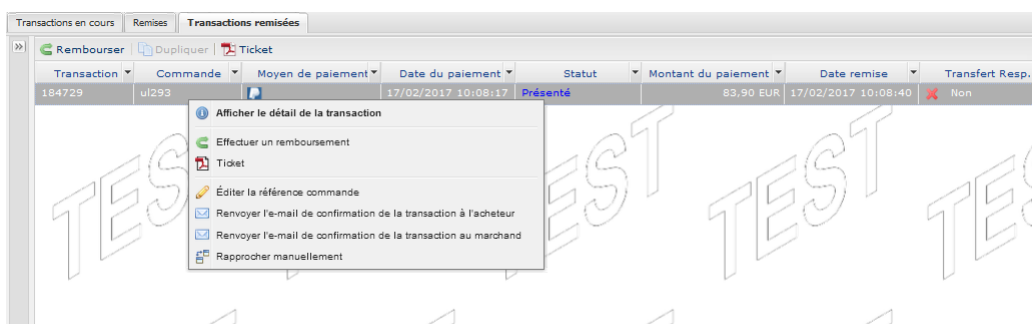 Transactions en cours Remises Transactions remisées
Rembourser Dupliquer Ticket
Transaction Commande Moyen de paiement Date du paiement Statut Montant du paiement Date remise Transfert Resp.
184729 ul293 17/02/2017 10:08:17 Présenté 83,90 EUR 17/02/2017 10:08:40 Non
Afficher le détail de la transaction
Effectuer un remboursement
Ticket
Éditer la référence commande
Renvoyer l'e-mail de confirmation de la transaction à l'acheteur
Renvoyer l'e-mail de confirmation de la transaction au marchand
Rapprocher manuellement
TEST TEST TEST TEST